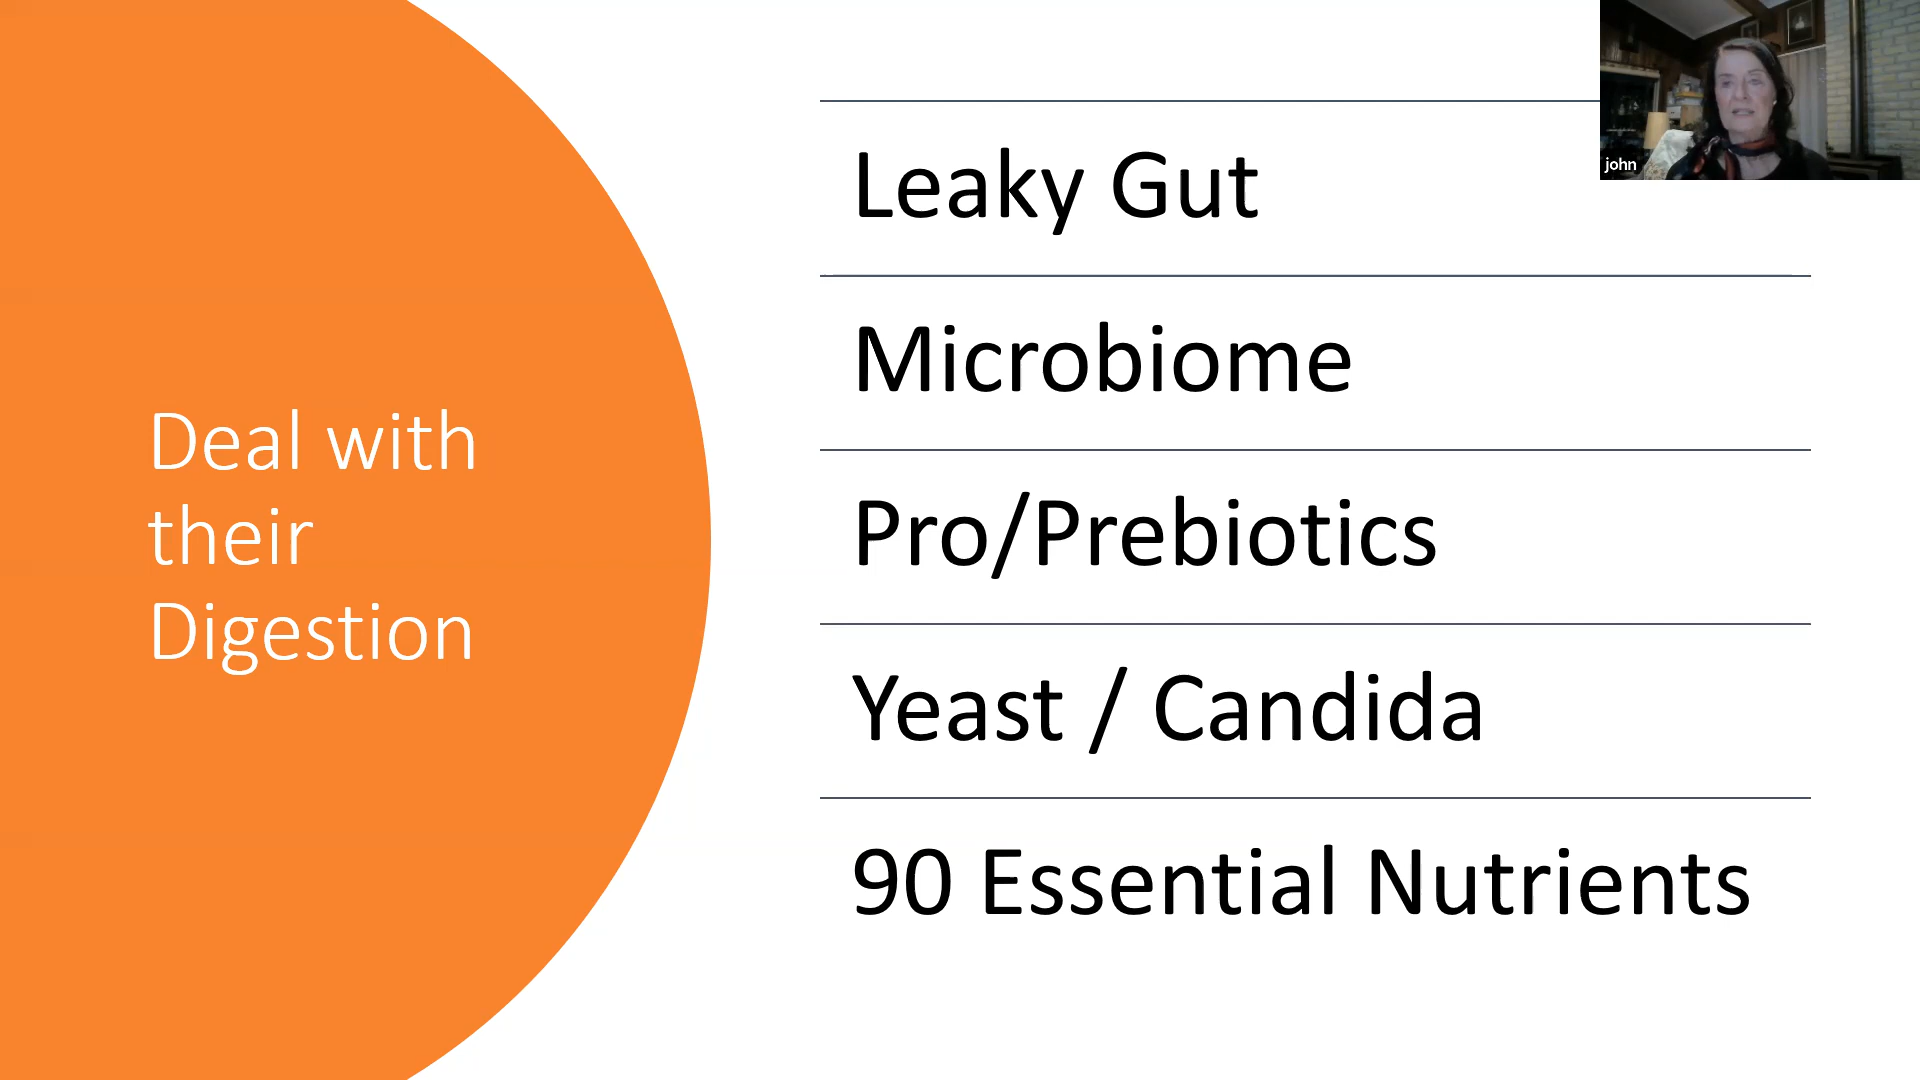 Deal with
their
Digestion
Leaky Gut
Microbiome
Pro/Prebiotics
Yeast / Candida
90 Essential Nutrients
john